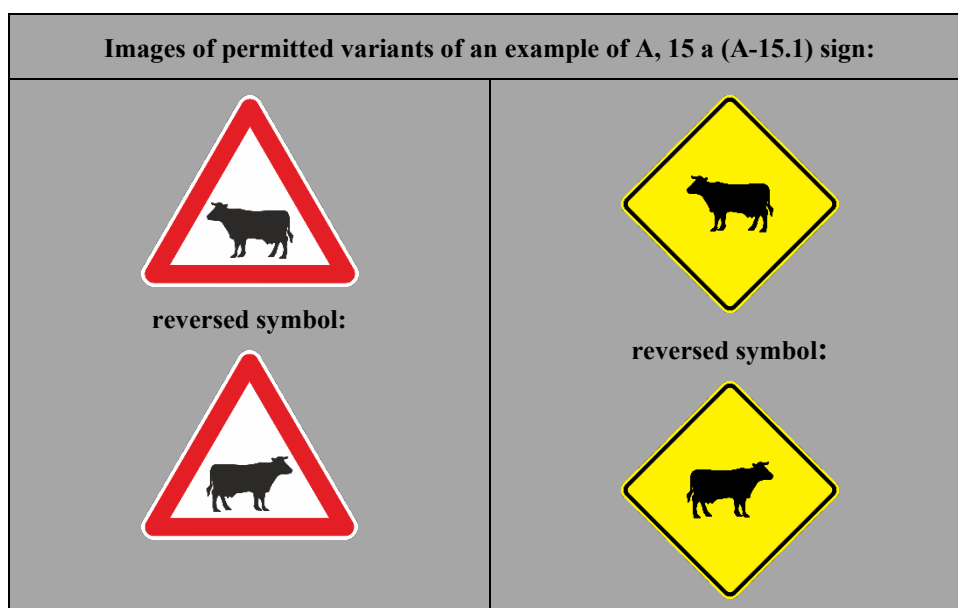 Images of permitted variants of an example of A, 15 a (A-15.1) sign:
reversed symbol:
reversed symbol: